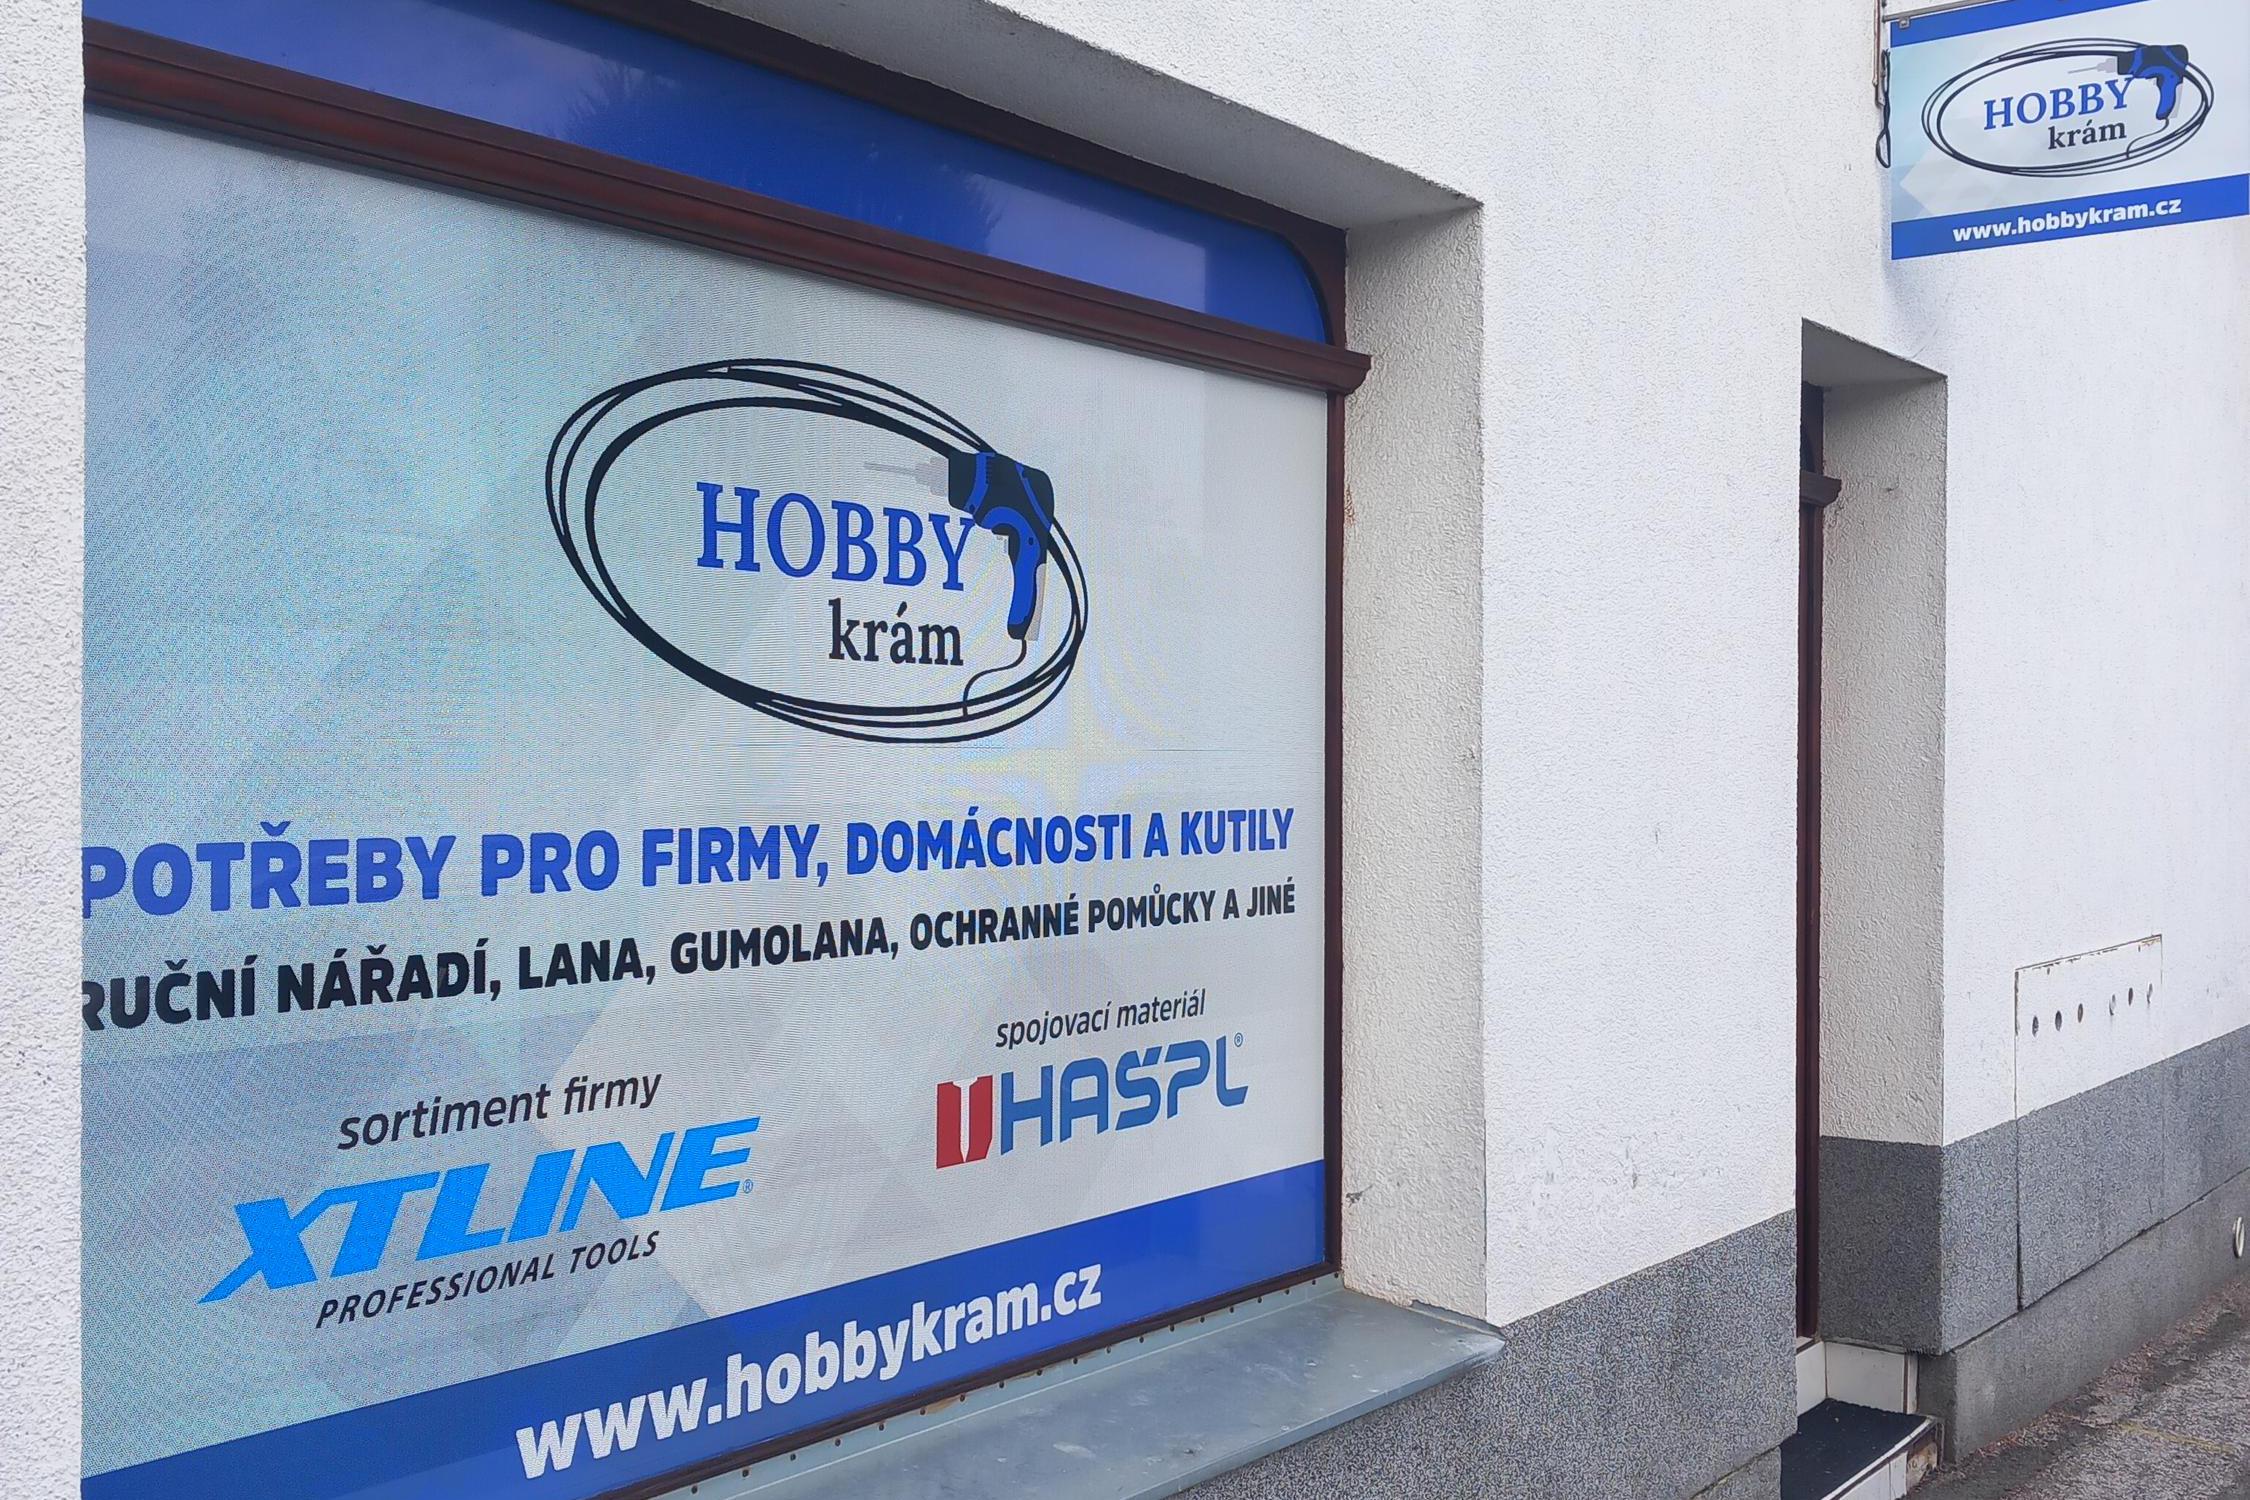 HOBBY
krám
POTŘEBY PRO FIRMY, DOMÁCNOSTI A KUTILY
RUČNÍ NÁŘADÍ, LANA, GUMOLANA, OCHRANNÉ POMŮCKY A JINÉ
sortiment firmy
XTLINE®
PROFESSIONAL TOOLS
spojovací materiál
HAŠPL®
www.hobbykram.cz
HOBBY
krám
www.hobbykram.cz